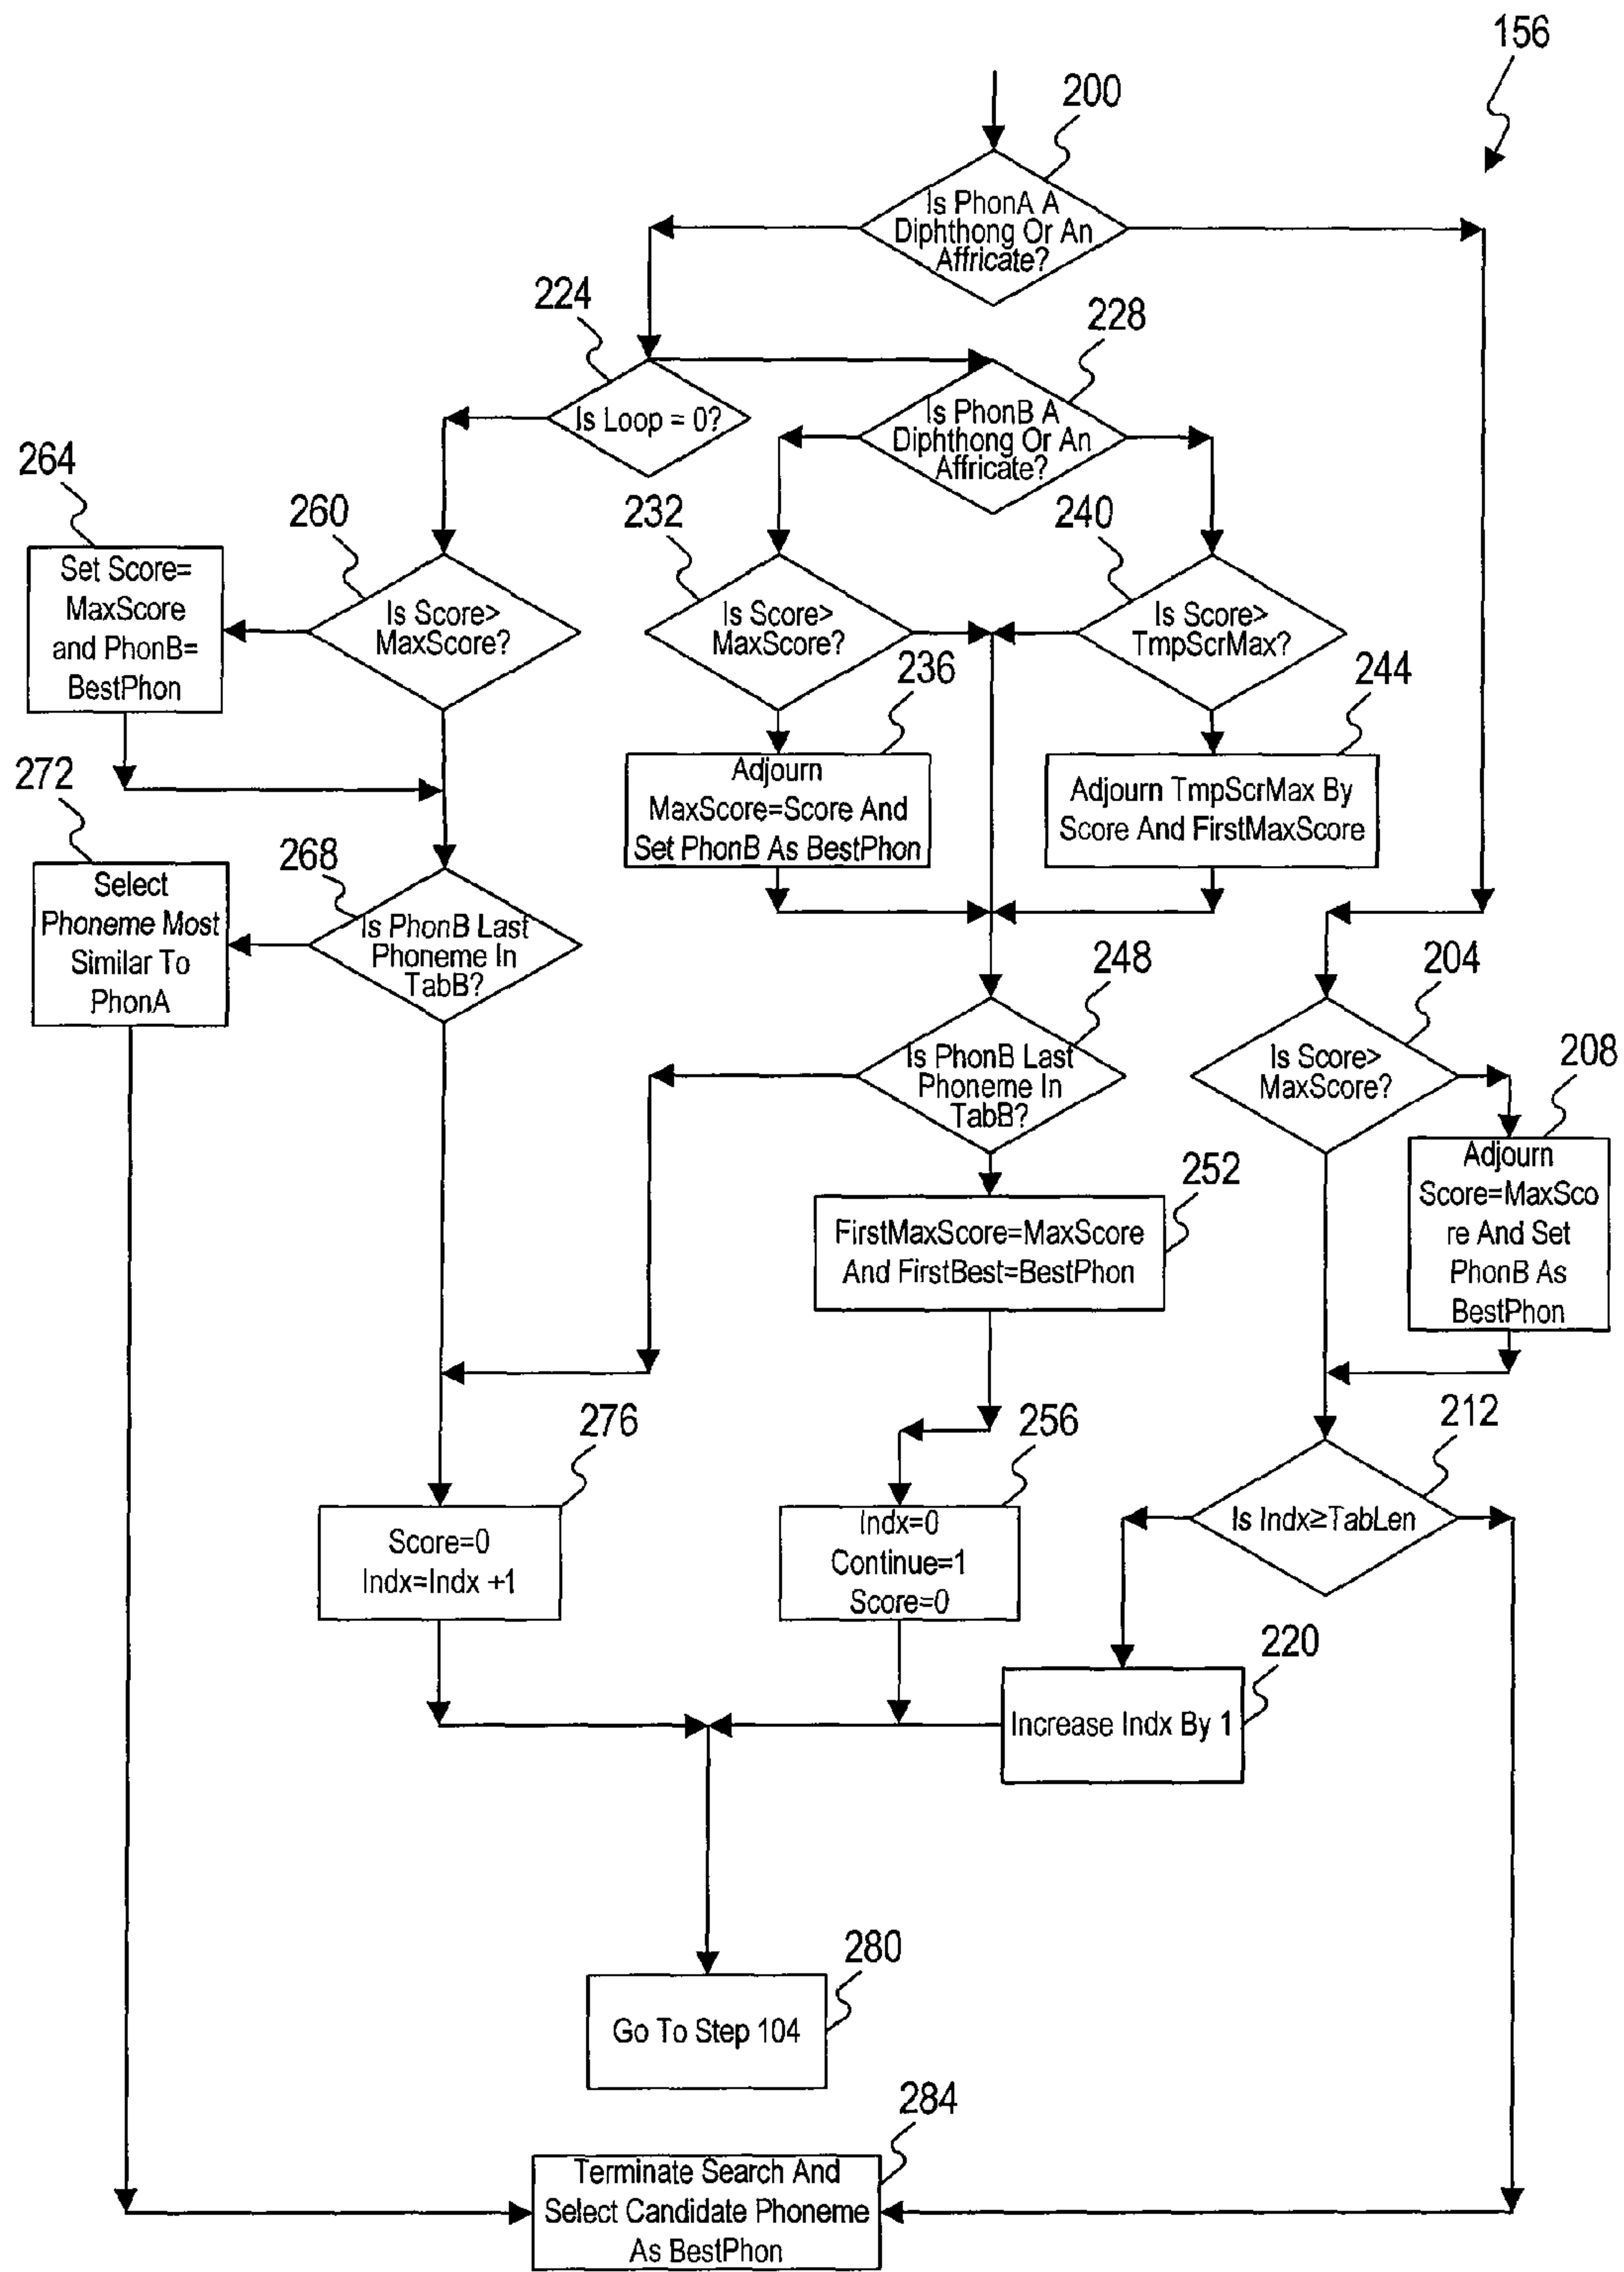 156
200
Is PhonA A
Diphthong Or An
Affricate?
224
Is Loop = 0?
228
Is PhonB A
Diphthong Or An
Affricate?
264
Set Score=
MaxScore
and PhonB=
BestPhon
260
Is Score>
MaxScore?
232
Is Score>
MaxScore?
240
Is Score>
TmpScrMax?
236
Adjourn
MaxScore=Score And
Set PhonB As BestPhon
244
Adjourn TmpScrMax By
Score And FirstMaxScore
272
Select
Phoneme Most
Similar To
PhonA
268
Is PhonB Last
Phoneme In
TabB?
248
Is PhonB Last
Phoneme In
TabB?
204
Is Score>
MaxScore?
208
Adjourn
Score=MaxSco
re And Set
PhonB As
BestPhon
252
FirstMaxScore=MaxScore
And FirstBest=BestPhon
276
Score=0
Indx=Indx +1
256
Indx=0
Continue=1
Score=0
212
Is Indx≥TabLen
220
Increase Indx By 1
280
Go To Step 104
284
Terminate Search And
Select Candidate Phoneme
As BestPhon